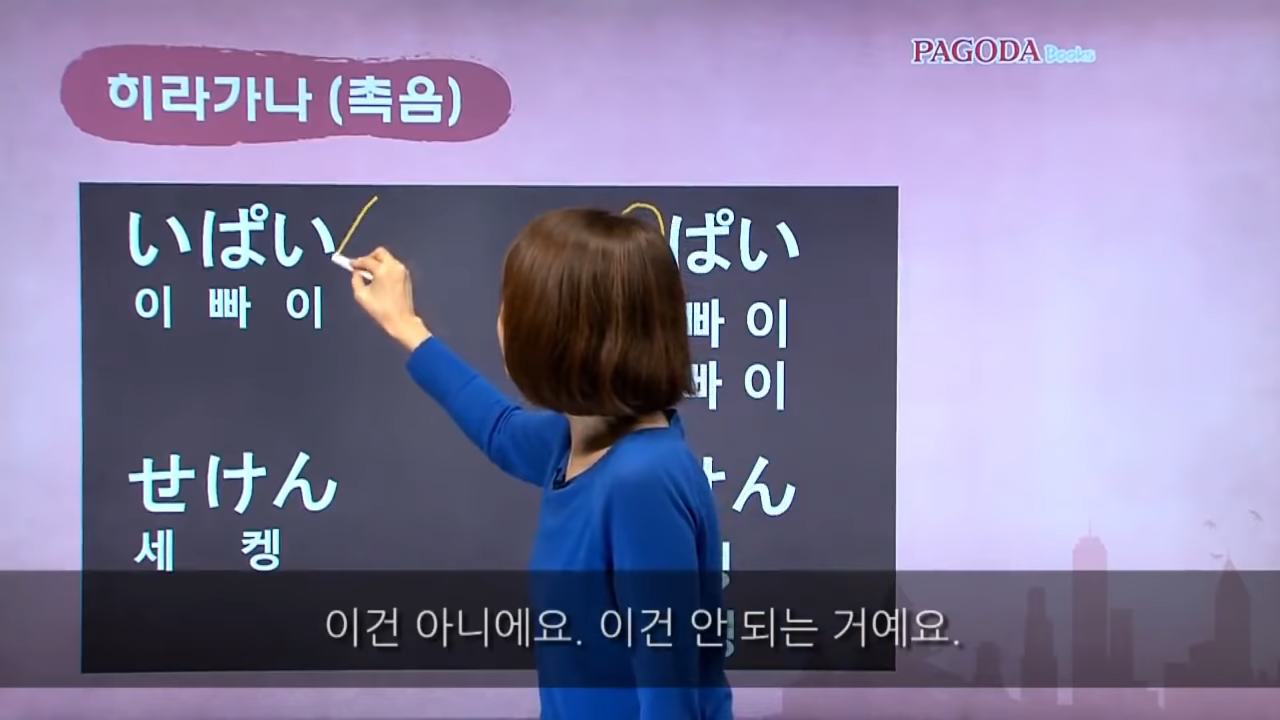 PAGODA Books
히라가나 (촉음)
いぱい
이 빠 이
ぱい
빠 이
빠 이
せけん
세 켕
けん
이건 아니에요. 이건 안 되는 거예요.